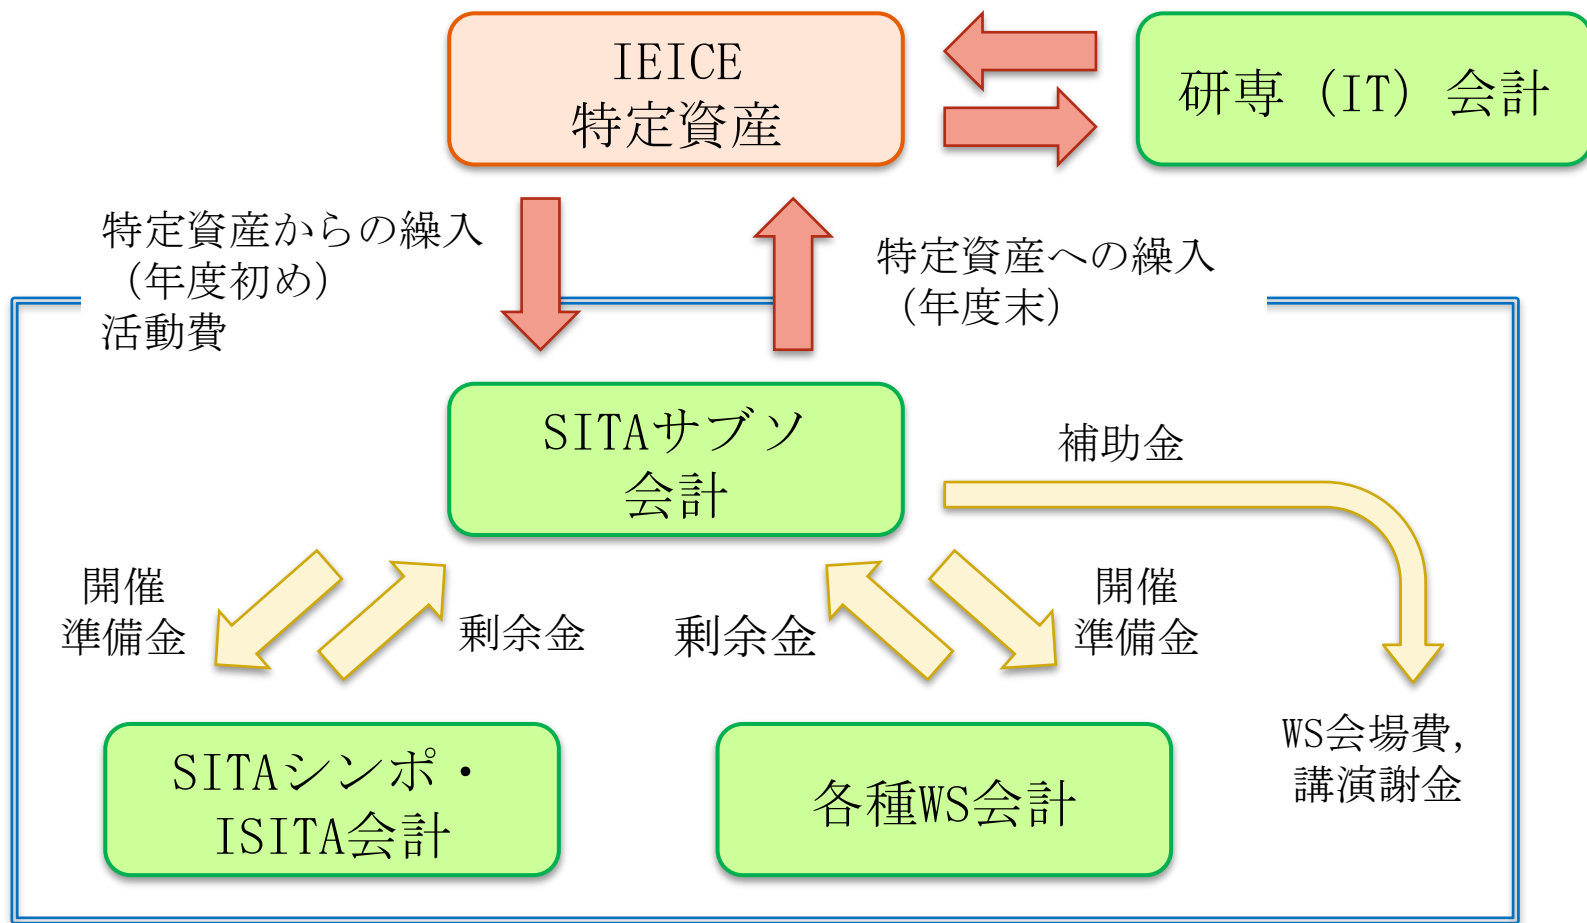 IEICE
特定資産
研専（IT）会計
特定資産からの繰入
（年度初め）
活動費
特定資産への繰入
（年度末）
SITAサブソ
会計
補助金
開催
準備金
剰余金
剰余金
開催
準備金
SITAシンポ・
ISITA会計
各種WS会計
WS会場費,
講演謝金